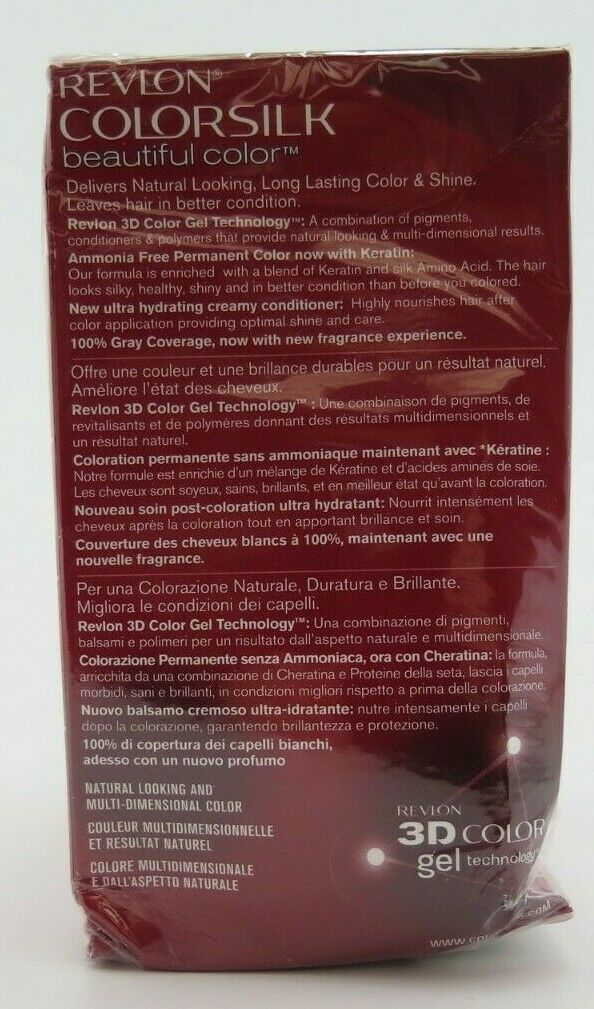 REVLON®
COLORSILK
beautiful color™
Delivers Natural Looking, Long Lasting Color & Shine.
Leaves hair in better condition.
Revlon 3D Color Gel Technology™: A combination of pigments,
conditioners & polymers that provide natural looking & multi-dimensional results.
Ammonia Free Permanent Color now with Keratin:
Our formula is enriched with a blend of Keratin and silk Amino Acid. The hair
looks silky, healthy, shiny and in better condition than before you colored.
New ultra hydrating creamy conditioner: Highly nourishes hair after
color application providing optimal shine and care.
100% Gray Coverage, now with new fragrance experience.
Offre une couleur et une brillance durables pour un résultat naturel.
Améliore l'état des cheveux.
Revlon 3D Color Gel Technology™ : Une combinaison de pigments, de
revitalisants et de polymères donnant des résultats multidimensionnels et
un résultat naturel.
Coloration permanente sans ammoniaque maintenant avec *Kératine :
Notre formule est enrichie d'un mélange de Kératine et d'acides aminés de soie.
Les cheveux sont soyeux, sains, brillants, et en meilleur état qu'avant la coloration.
Nouveau soin post-coloration ultra hydratant: Nourrit intensément les
cheveux après la coloration tout en apportant brillance et soin.
Couverture des cheveux blancs à 100%, maintenant avec une
nouvelle fragrance.
Per una Colorazione Naturale, Duratura e Brillante.
Migliora le condizioni dei capelli.
Revlon 3D Color Gel Technology™: Una combinazione di pigmenti,
balsami e polimeri per un risultato dall'aspetto naturale e multidimensionale.
Colorazione Permanente senza Ammoniaca, ora con Cheratina: la formula,
arricchita da una combinazione di Cheratina e Proteine della seta, lascia i capelli
morbidi, sani e brillanti, in condizioni migliori rispetto a prima della colorazione.
Nuovo balsamo cremoso ultra-idratante: nutre intensamente i capelli
dopo la colorazione, garantendo brillantezza e protezione.
100% di copertura dei capelli bianchi,
adesso con un nuovo profumo
NATURAL LOOKING AND
MULTI-DIMENSIONAL COLOR
COULEUR MULTIDIMENSIONNELLE
ET RESULTAT NATUREL
COLORE MULTIDIMENSIONALE
E DALL'ASPETTO NATURALE
REVLON
3D COLOR
gel technology™
.COM
www.co